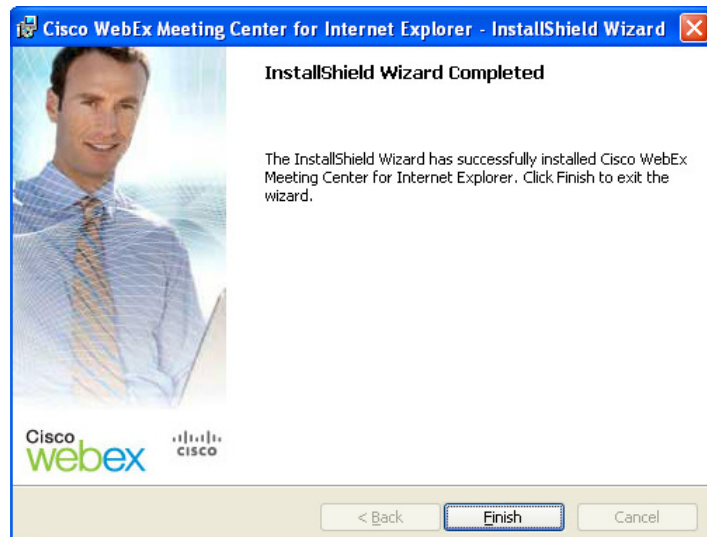 Cisco WebEx Meeting Center for Internet Explorer - InstallShield Wizard
InstallShield Wizard Completed
The InstallShield Wizard has successfully installed Cisco WebEx
Meeting Center for Internet Explorer. Click Finish to exit the
wizard.
Cisco
webex
cisco
< Back
Finish
Cancel